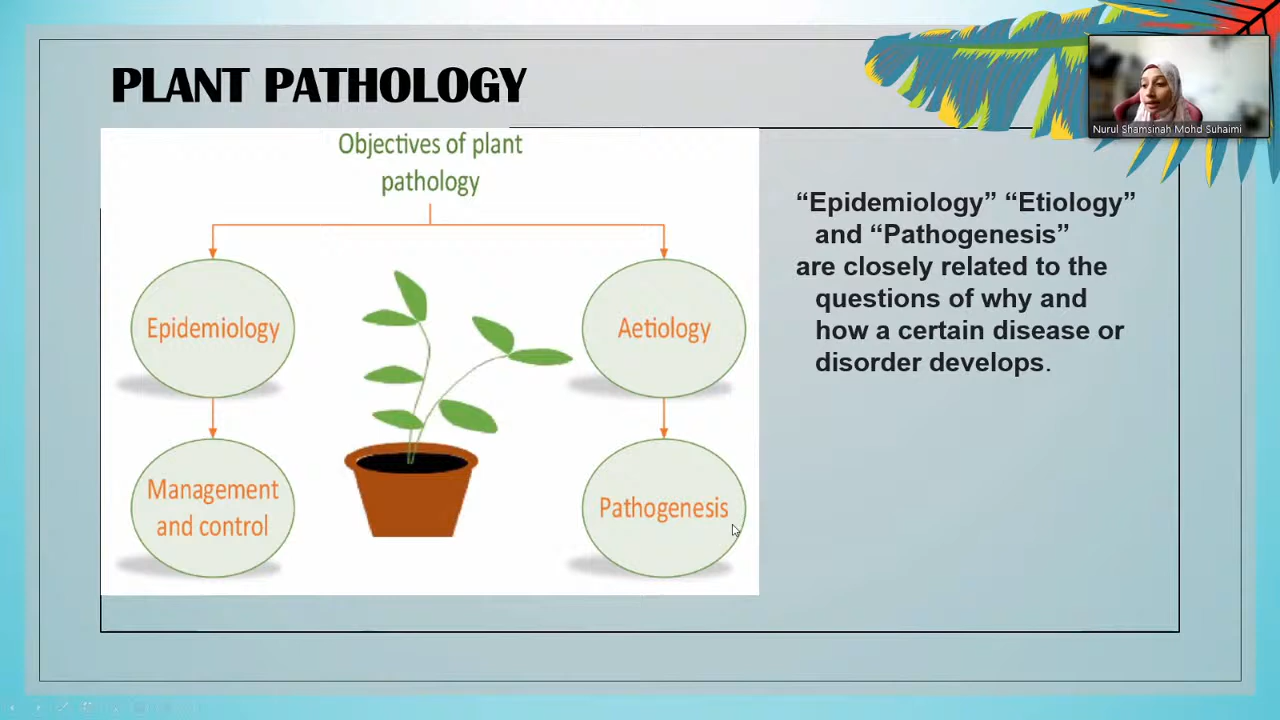 PLANT PATHOLOGY
Nurul Shamsinah Mohd Suhaimi
Objectives of plant
pathology
Epidemiology
Aetiology
Management
and control
Pathogenesis
“Epidemiology” “Etiology”
and “Pathogenesis”
are closely related to the
questions of why and
how a certain disease or
disorder develops.